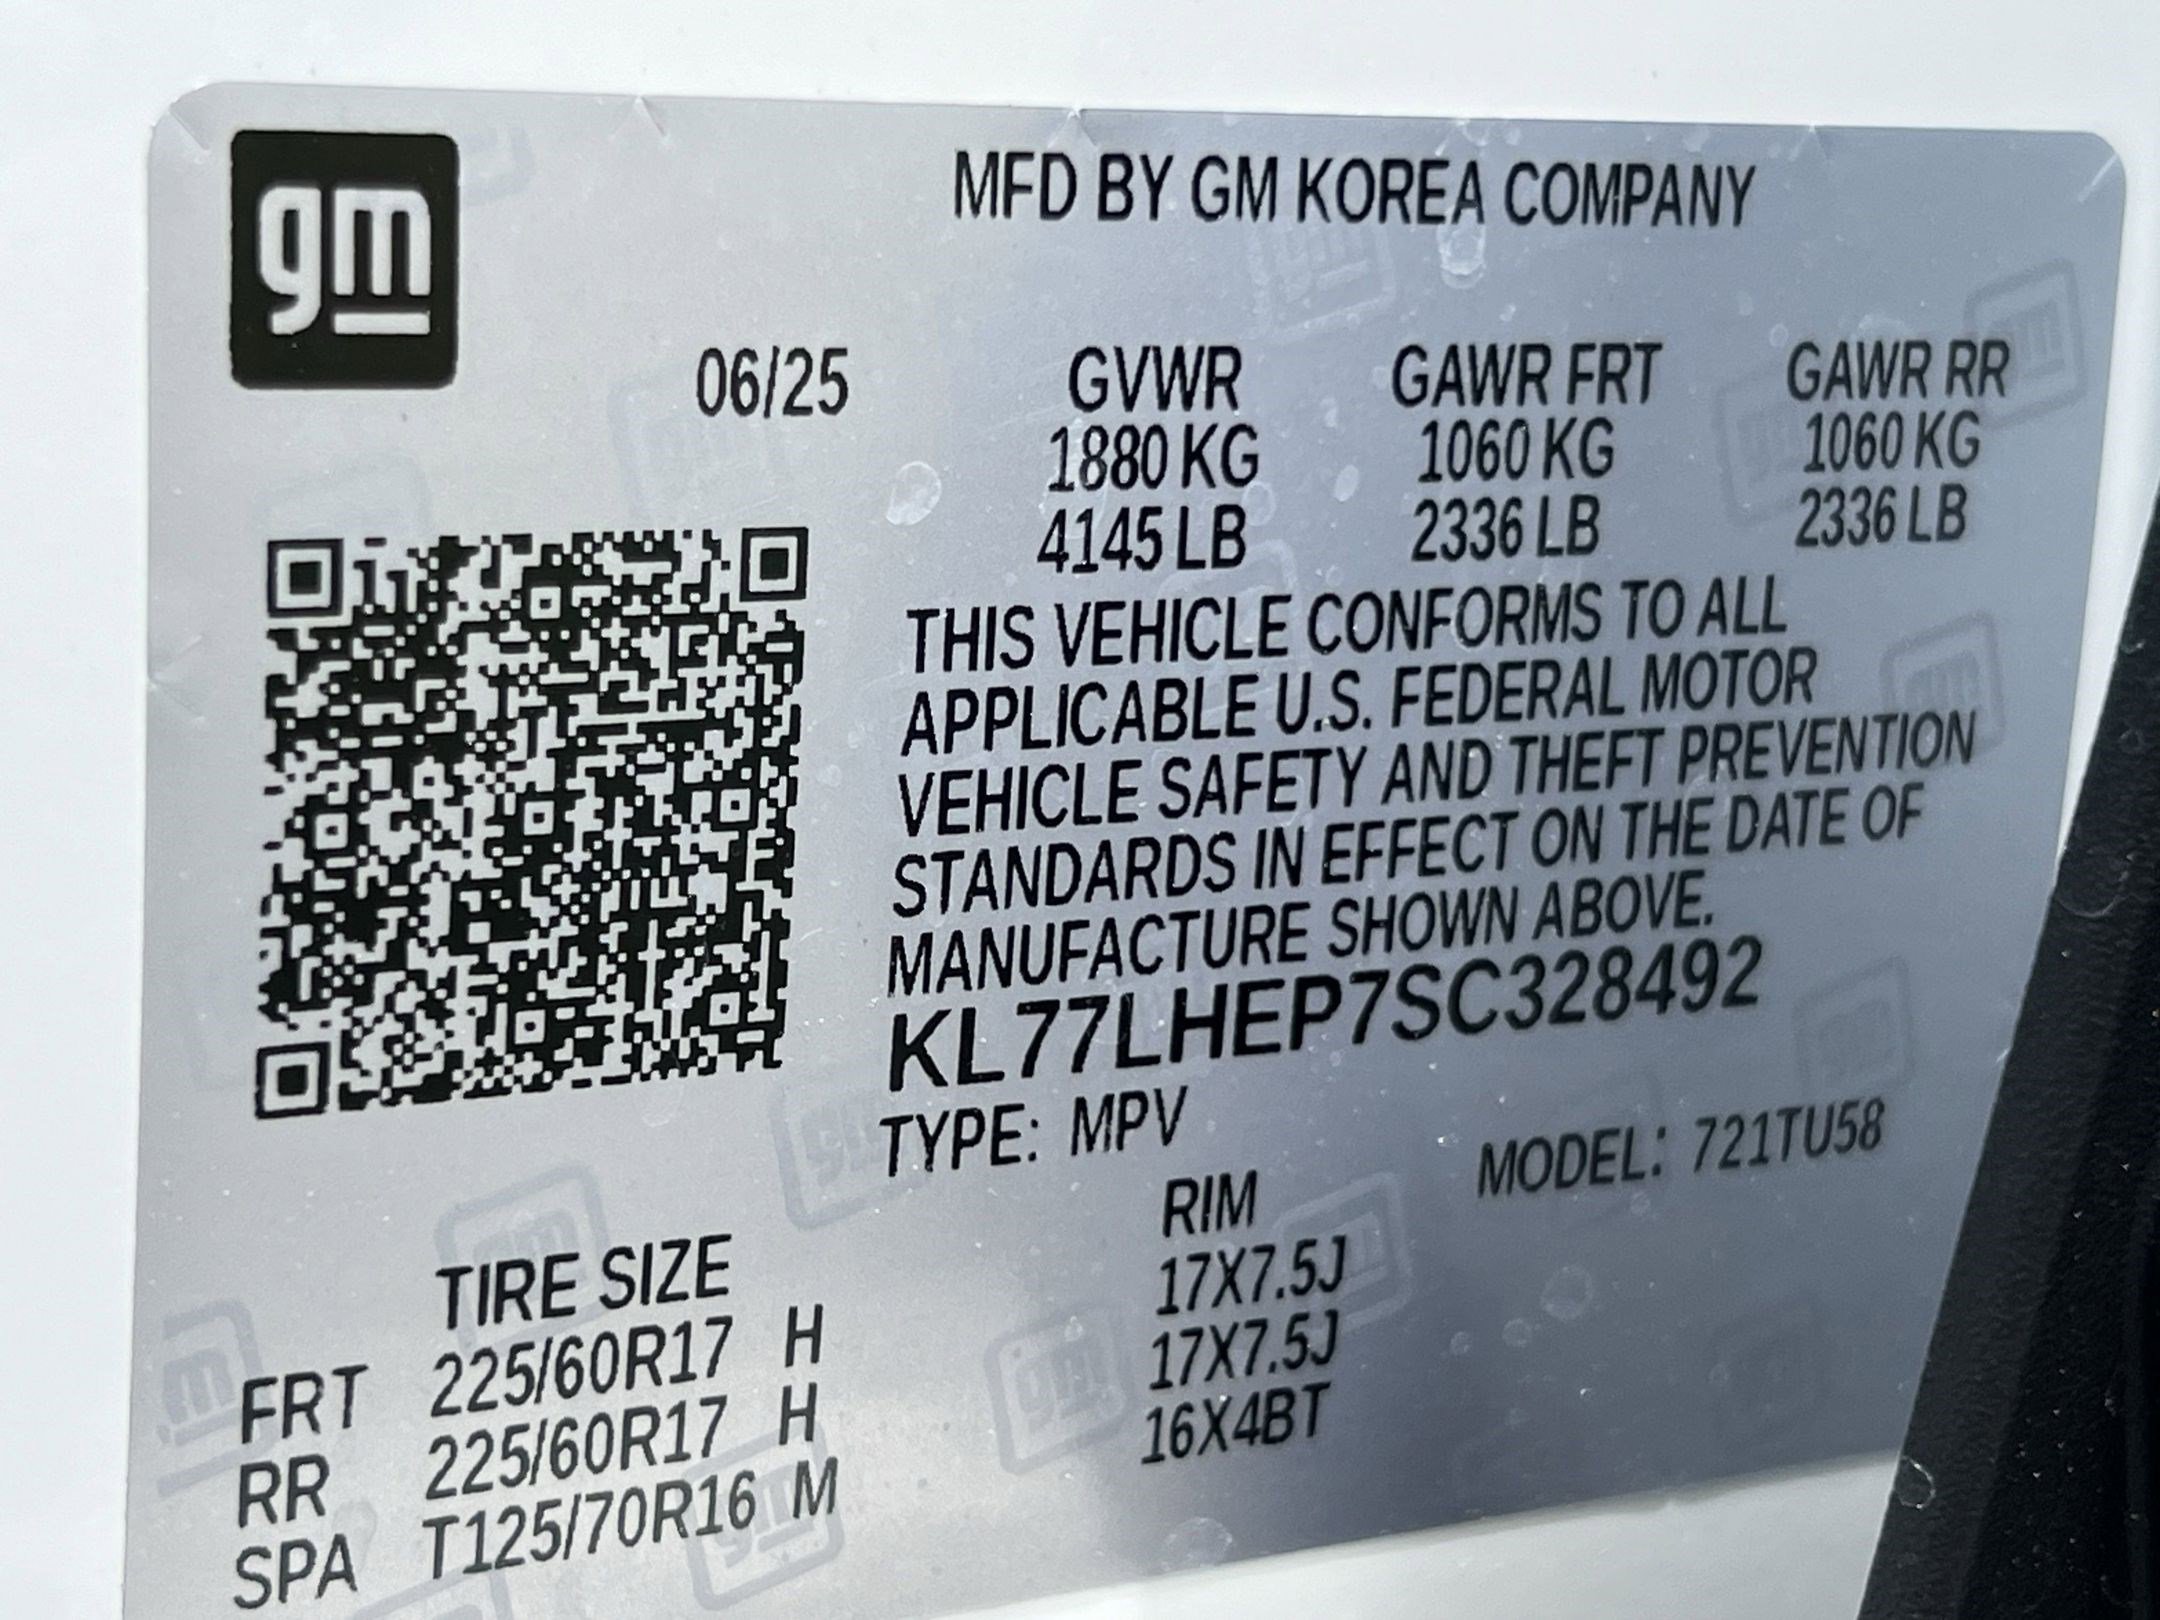 gm
MFD BY GM KOREA COMPANY
06/25 GVWR GAWR FRT GAWR RR
1880 KG 1060 KG 1060 KG
4145 LB 2336 LB 2336 LB
THIS VEHICLE CONFORMS TO ALL
APPLICABLE U.S. FEDERAL MOTOR
VEHICLE SAFETY AND THEFT PREVENTION
STANDARDS IN EFFECT ON THE DATE OF
MANUFACTURE SHOWN ABOVE.
KL77LHEP7SC328492
TYPE: MPV MODEL: 721TU58
TIRE SIZE RIM
FRT 225/60R17 H 17X7.5J
RR 225/60R17 H 17X7.5J
SPA T125/70R16 M 16X4BT